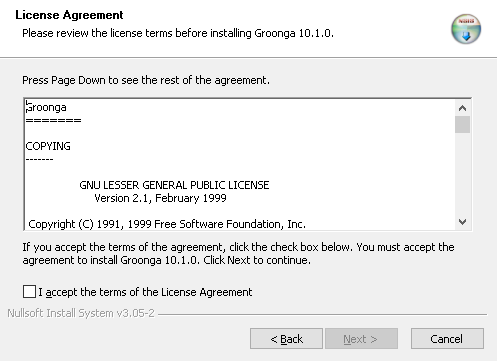 License Agreement
Please review the license terms before installing Groonga 10.1.0.
Press Page Down to see the rest of the agreement.
Groonga
=======
COPYING
-------
GNU LESSER GENERAL PUBLIC LICENSE
Version 2.1, February 1999
Copyright (C) 1991, 1999 Free Software Foundation, Inc.
If you accept the terms of the agreement, click the check box below. You must accept the
agreement to install Groonga 10.1.0. Click Next to continue.
I accept the terms of the License Agreement
Nullsoft Install System v3.05-2
< Back
Next >
Cancel